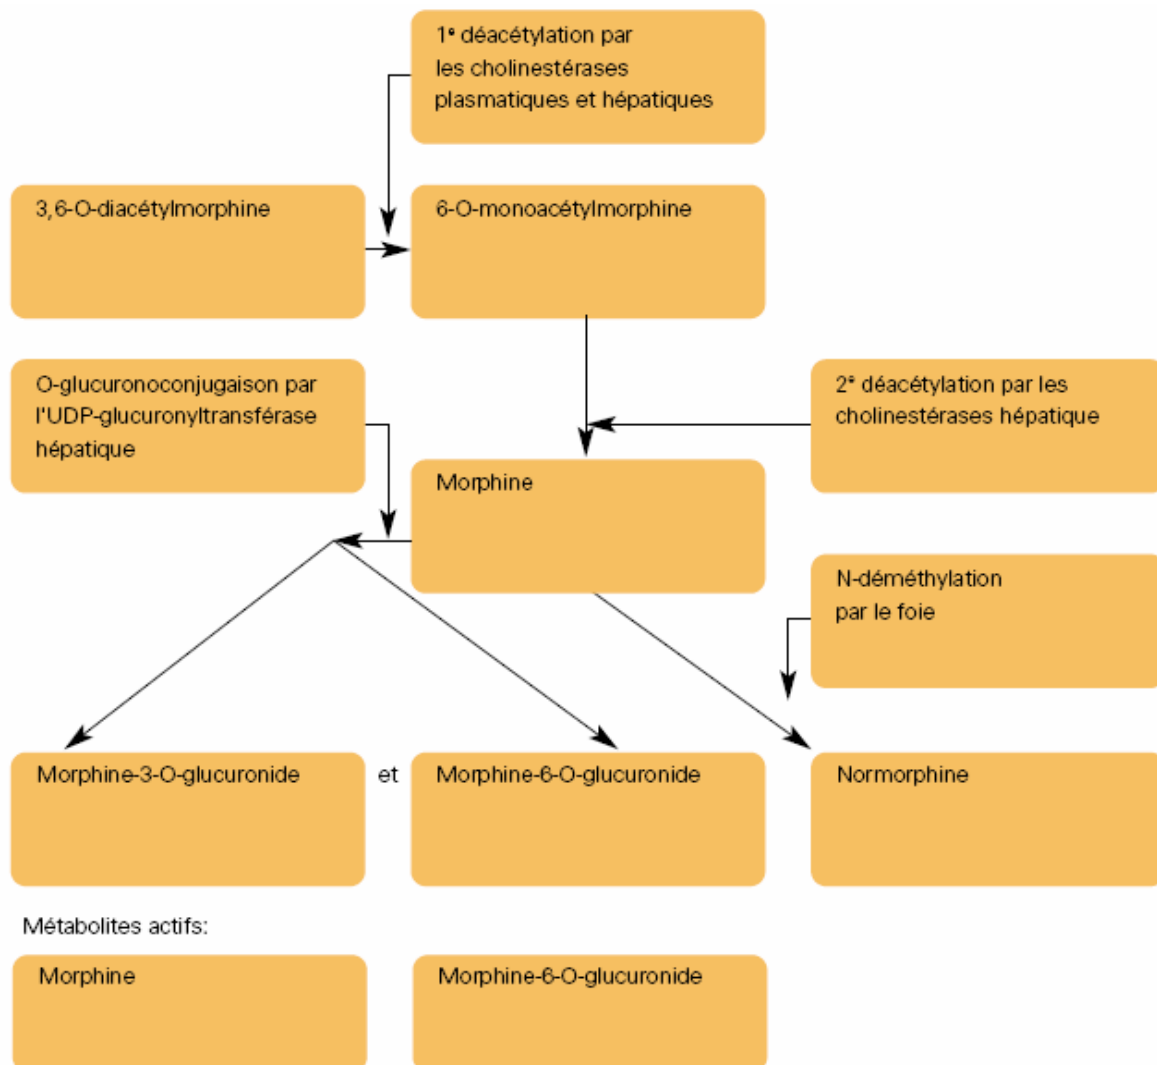 1e déacétylation par
les cholinestérases
plasmatiques et hépatiques
3,6-O-diacétylmorphine
6-O-monoacétylmorphine
O-glucuronoconjugaison par
l'UDP-glucuronyltransférase
hépatique
2e déacétylation par les
cholinestérases hépatique
Morphine
N-déméthylation
par le foie
Morphine-3-O-glucuronide
et
Morphine-6-O-glucuronide
Normorphine
Métabolites actifs:
Morphine
Morphine-6-O-glucuronide